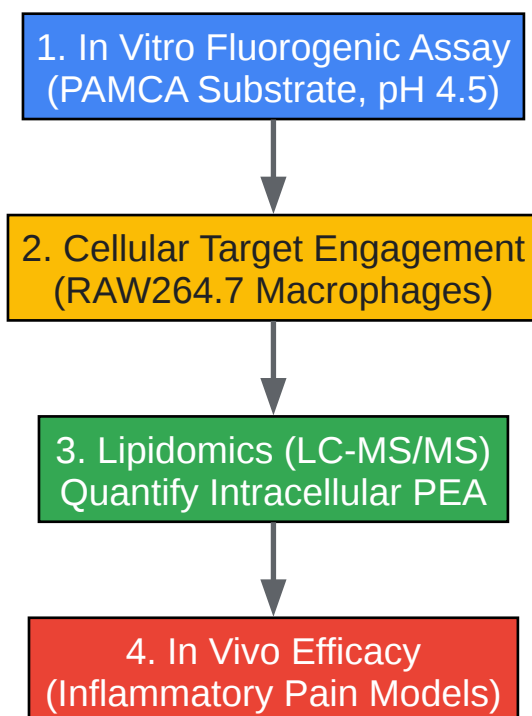 1. In Vitro Fluorogenic Assay
(PAMCA Substrate, pH 4.5)
2. Cellular Target Engagement
(RAW264.7 Macrophages)
3. Lipidomics (LC-MS/MS)
Quantify Intracellular PEA
4. In Vivo Efficacy
(Inflammatory Pain Models)